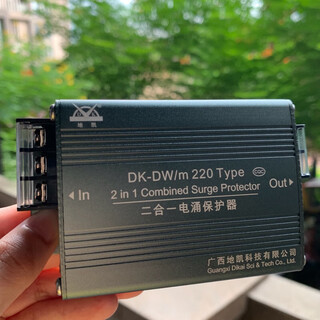 地凯
DK-DW/m 220 Type CQC
In 2 in 1 Combined Surge Protector Out
二合一电涌保护器
广西地凯科技有限公司
Guangxi Dikai Sci & Tech Co., Ltd.